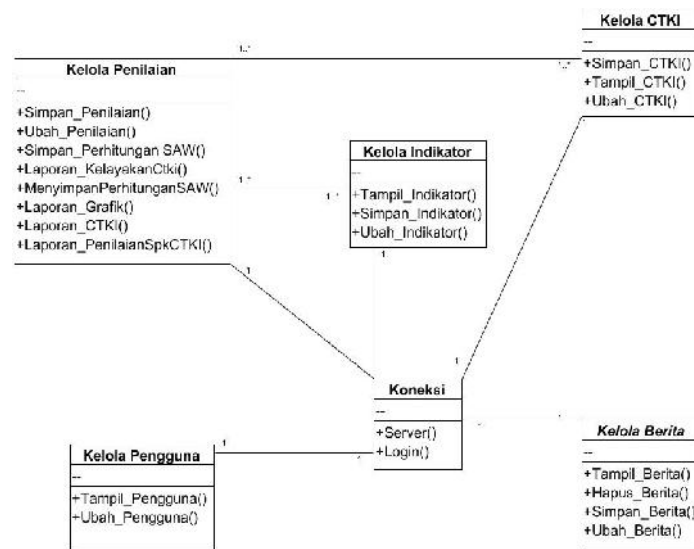 Kelola CTKI
--
+Simpan_CTKI()
+Tampil_CTKI()
+Ubah_CTKI()
1..*
Kelola Penilaian
--
+Simpan_Penilaian()
+Ubah_Penilaian()
+Simpan_Perhitungan SAW()
+Laporan_KelayakanCtki()
+MenyimpanPerhitunganSAW()
+Laporan_Grafik()
+Laporan_CTKI()
+Laporan_PenilaianSpkCTKI()
Kelola Indikator
--
+Tampil_Indikator()
+Simpan_Indikator()
+Ubah_Indikator()
1
1
1
Koneksi
--
+Server()
+Login()
Kelola Pengguna
--
+Tampil_Pengguna()
+Ubah_Pengguna()
1
Kelola Berita
--
+Tampil_Berita()
+Hapus_Berita()
+Simpan_Berita()
+Ubah_Berita()